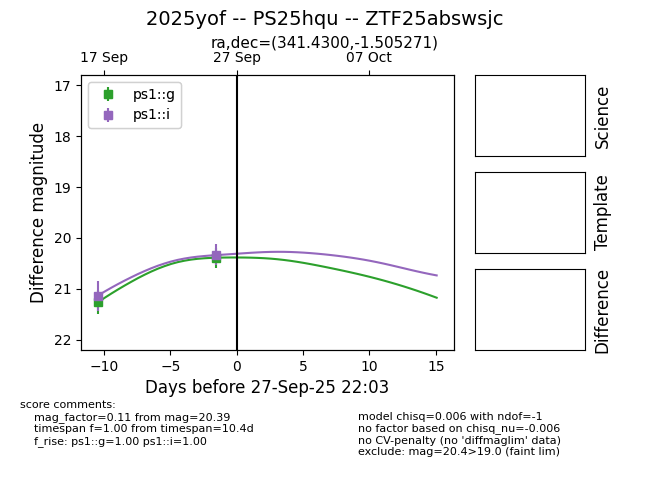 2025yof -- PS25hqu -- ZTF25abswsjc
ra,dec=(341.4300,-1.505271)
17 Sep 27 Sep 07 Oct
ps1::g
ps1::i
17
18
19
20
21
22
Difference magnitude
−10 −5 0 5 10 15
Days before 27-Sep-25 22:03
Science
Template
Difference
score comments:
mag_factor=0.11 from mag=20.39
timespan f=1.00 from timespan=10.4d
f_rise: ps1::g=1.00 ps1::i=1.00
model chisq=0.006 with ndof=-1
no factor based on chisq_nu=-0.006
no CV-penalty (no 'diffmaglim' data)
exclude: mag=20.4>19.0 (faint lim)